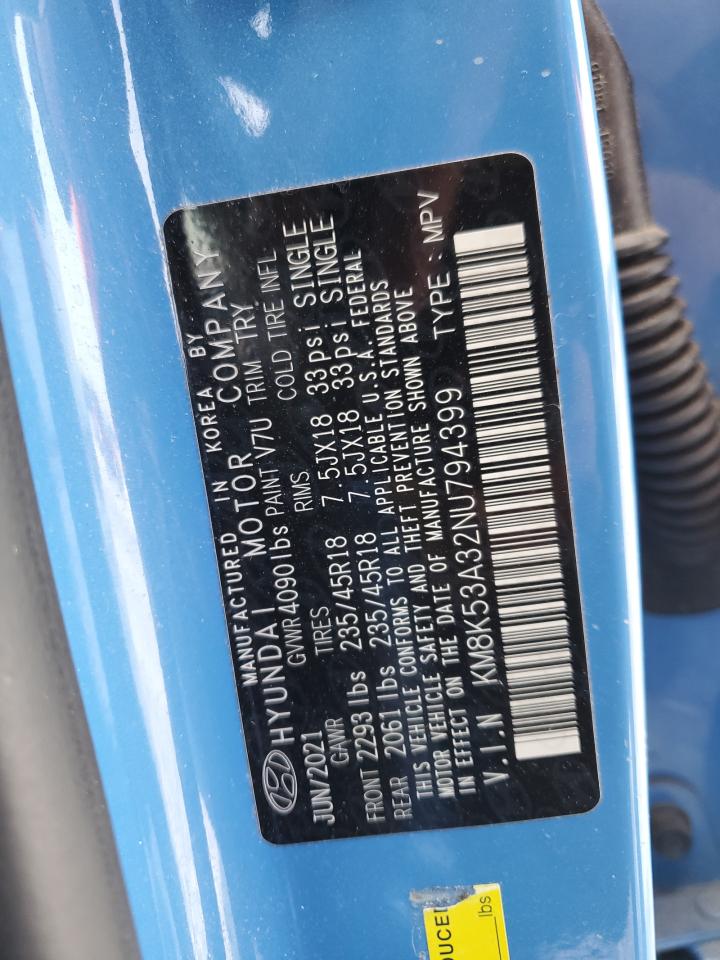 MANUFACTURED IN KOREA BY
HYUNDAI MOTOR COMPANY
JUN/2021 GVWR 4090lbs PAINT V7U TRIM TRY
GAWR TIRES RIMS COLD TIRE INFL
FRONT 2293 lbs 235/45R18 7.5JX18 33psi SINGLE
REAR 2061 lbs 235/45R18 7.5JX18 33psi SINGLE
THIS VEHICLE CONFORMS TO ALL APPLICABLE U.S.A. FEDERAL
MOTOR VEHICLE SAFETY AND THEFT PREVENTION STANDARDS
IN EFFECT ON THE DATE OF MANUFACTURE SHOWN ABOVE
V.I.N KM8K53A32NU794399 TYPE : MPV
lbs